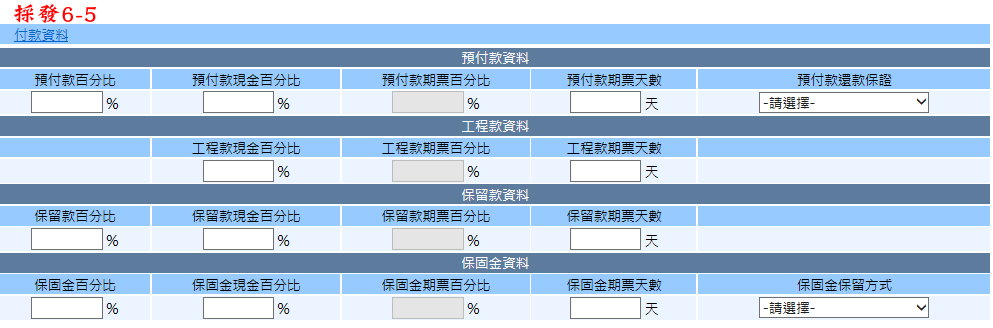 採發6-5
付款資料
預付款資料
預付款百分比 預付款現金百分比 預付款期票百分比 預付款期票天數 預付款還款保證
% % % 天 -請選擇-
工程款資料
工程款現金百分比 工程款期票百分比 工程款期票天數
% % 天
保留款資料
保留款百分比 保留款現金百分比 保留款期票百分比 保留款期票天數
% % % 天
保固金資料
保固金百分比 保固金現金百分比 保固金期票百分比 保固金期票天數 保固金保留方式
% % % 天 -請選擇-